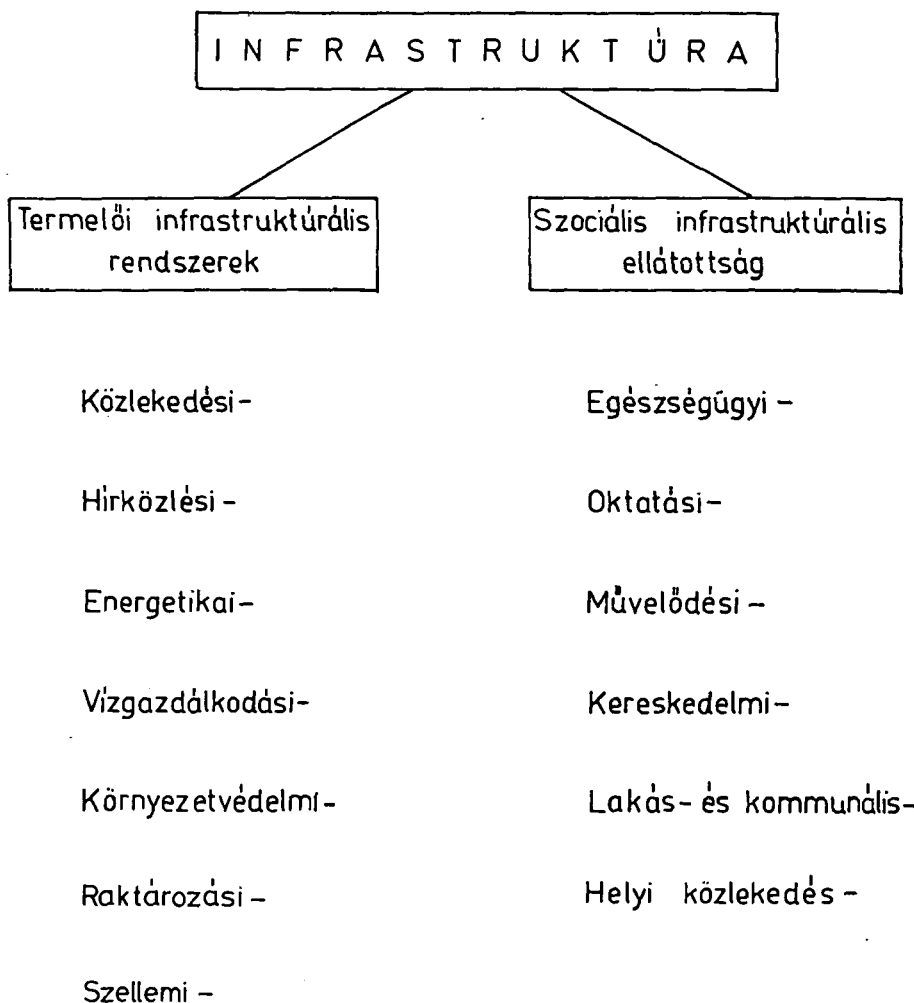 INFRASTRUKTÚRA
Termelői infrastruktúrális
rendszerek
Szociális infrastruktúrális
ellátottság
Közlekedési-
Hírközlési-
Energetikai-
Vízgazdálkodási-
Környezetvédelmi-
Raktározási-
Szellemi-
Egészségügyi-
Oktatási-
Művelődési-
Kereskedelmi-
Lakás- és kommunális-
Helyi közlekedés-